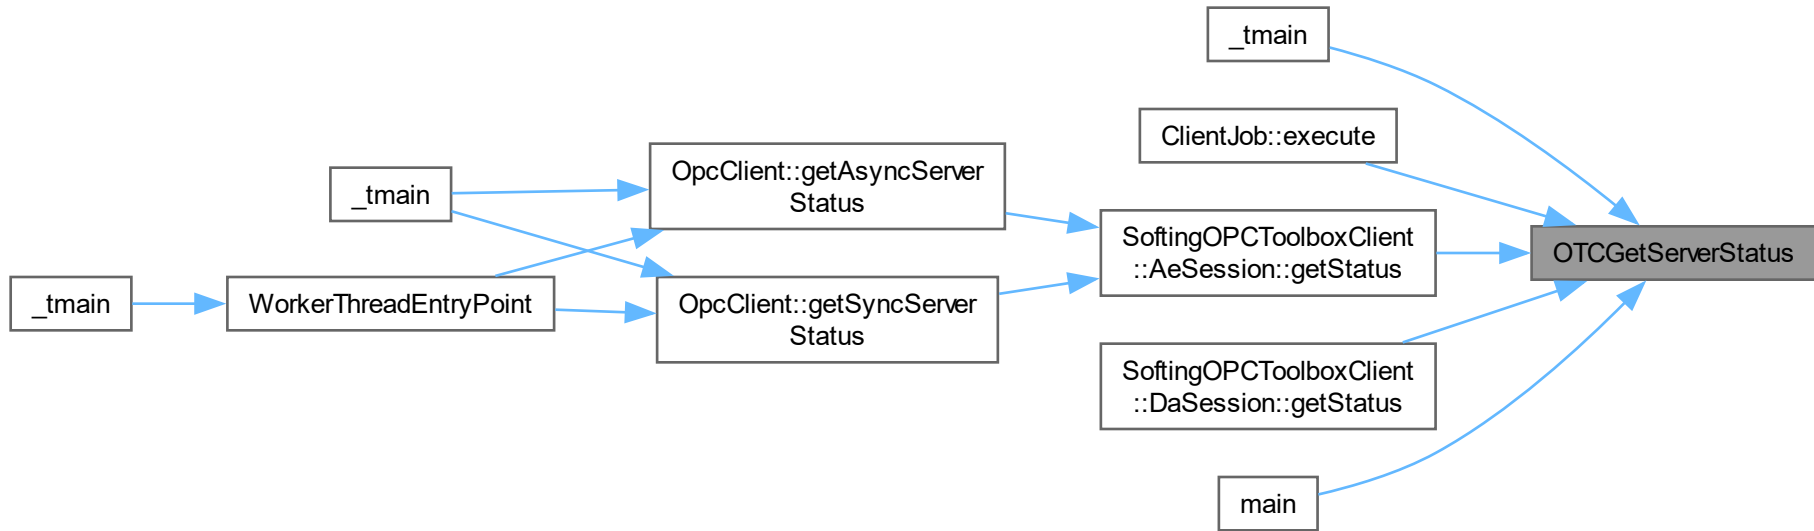 _tmain
ClientJob::execute
OpcClient::getAsyncServer
Status
_tmain
SoftingOPCToolboxClient
::AeSession::getStatus
OTCGetServerStatus
_tmain
WorkerThreadEntryPoint
OpcClient::getSyncServer
Status
SoftingOPCToolboxClient
::DaSession::getStatus
main